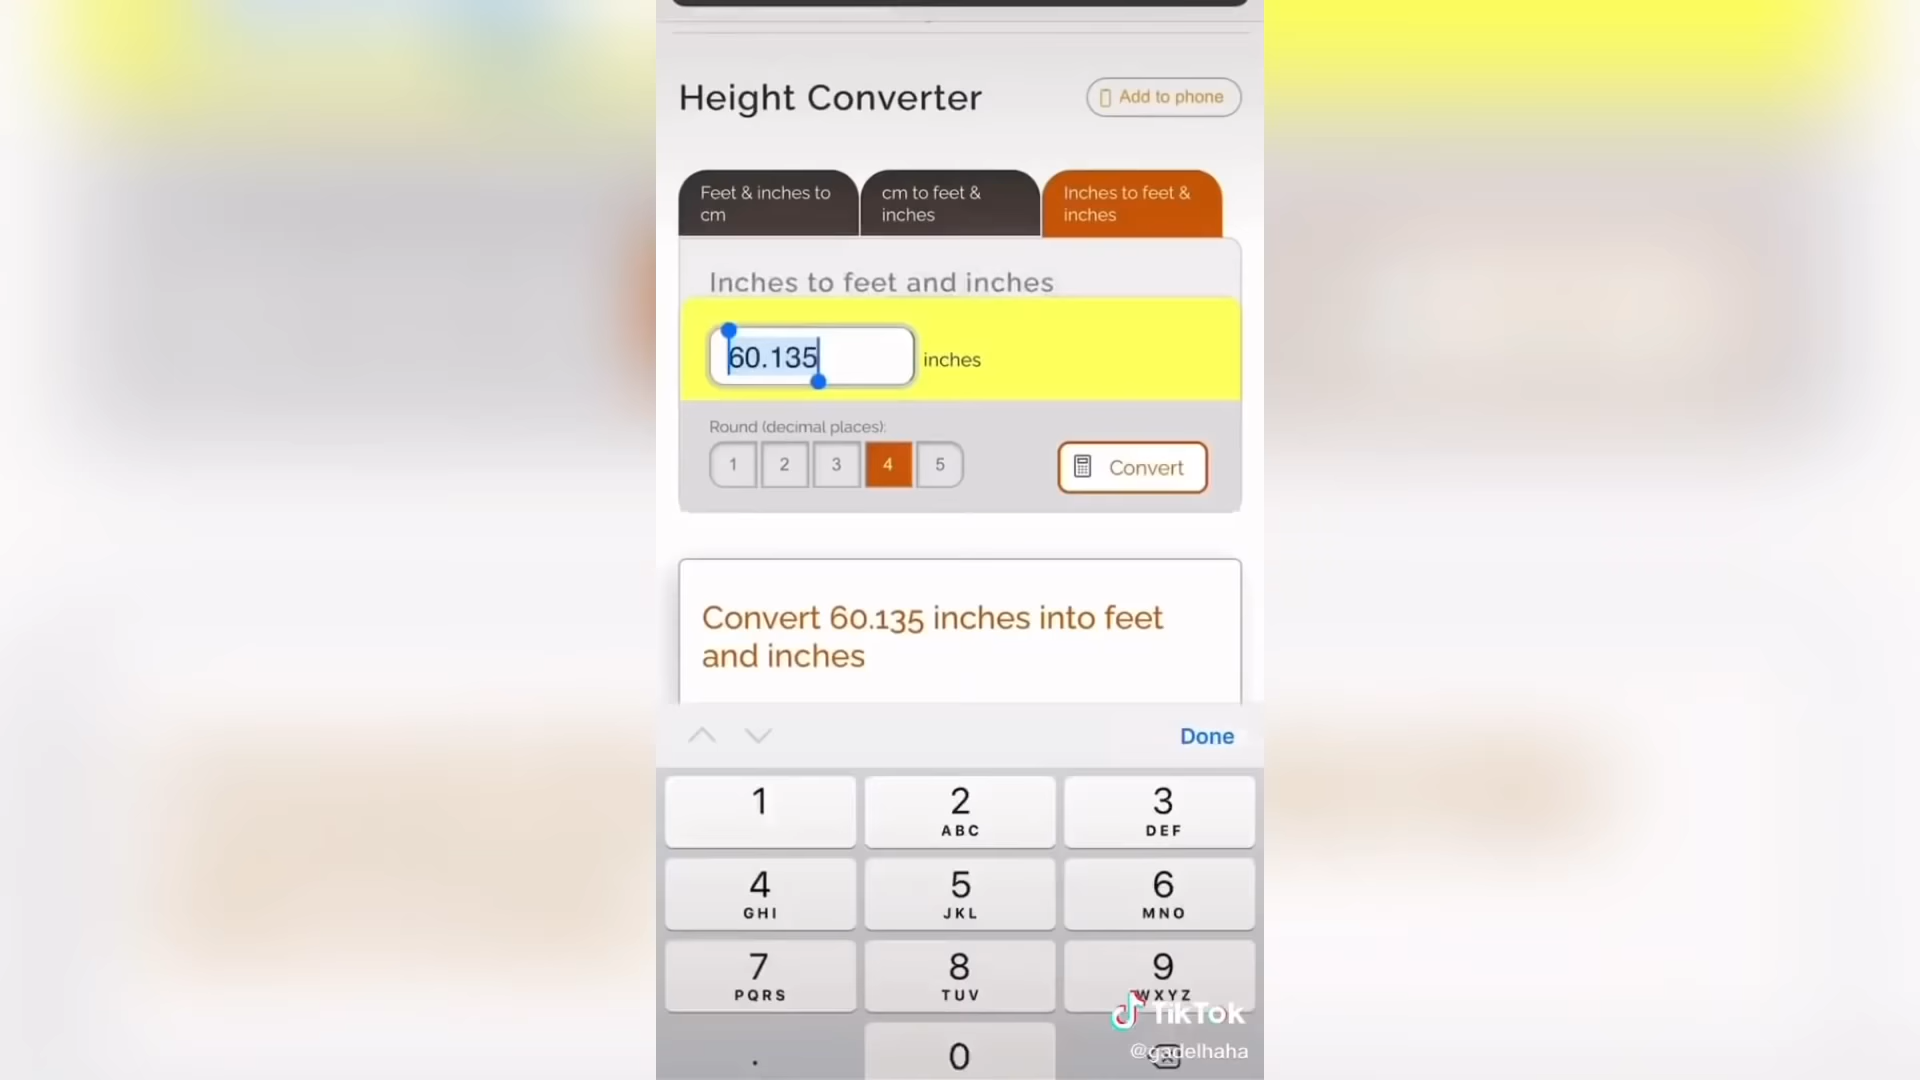 Height Converter
Add to phone
Feet & inches to
cm
cm to feet &
inches
Inches to feet &
inches
Inches to feet and inches
60.135
inches
Round (decimal places):
1 2 3 4 5
Convert
Convert 60.135 inches into feet
and inches
Done
1
2
ABC
3
DEF
4
GHI
5
JKL
6
MNO
7
PQRS
8
TUV
9
WXYZ
TikTok
.
0
@gadelhaha